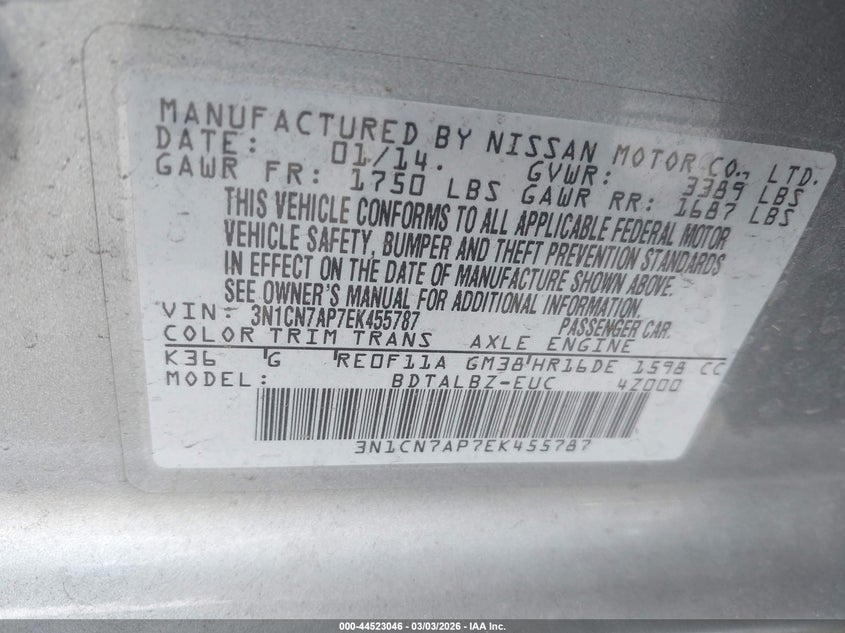 MANUFACTURED BY NISSAN MOTOR CO., LTD.
DATE: 01/14. GVWR: 3389 LBS
GAWR FR: 1750 LBS GAWR RR: 1687 LBS
THIS VEHICLE CONFORMS TO ALL APPLICABLE FEDERAL MOTOR
VEHICLE SAFETY, BUMPER AND THEFT PREVENTION STANDARDS
IN EFFECT ON THE DATE OF MANUFACTURE SHOWN ABOVE.
SEE OWNER'S MANUAL FOR ADDITIONAL INFORMATION.
VIN: 3N1CN7AP7EK455787 PASSENGER CAR.
COLOR TRIM TRANS AXLE ENGINE
K36 G RE0F11A GM38 HR16DE 1598 CC
MODEL: BDTALBZ-EUC 4Z000
3N1CN7AP7EK455787
000-44523046 - 03/03/2026 - IAA Inc.